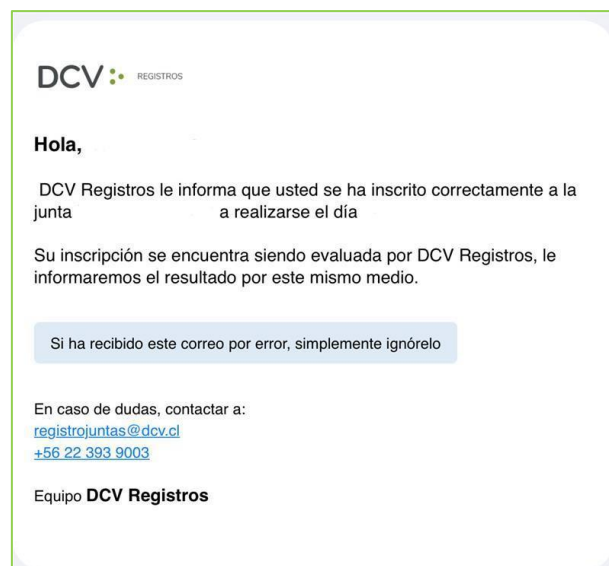 DCV REGISTROS
Hola,
DCV Registros le informa que usted se ha inscrito correctamente a la
junta a realizarse el día
Su inscripción se encuentra siendo evaluada por DCV Registros, le
informaremos el resultado por este mismo medio.
Si ha recibido este correo por error, simplemente ignórelo
En caso de dudas, contactar a:
registrojuntas@dcv.cl
+56 22 393 9003
Equipo DCV Registros